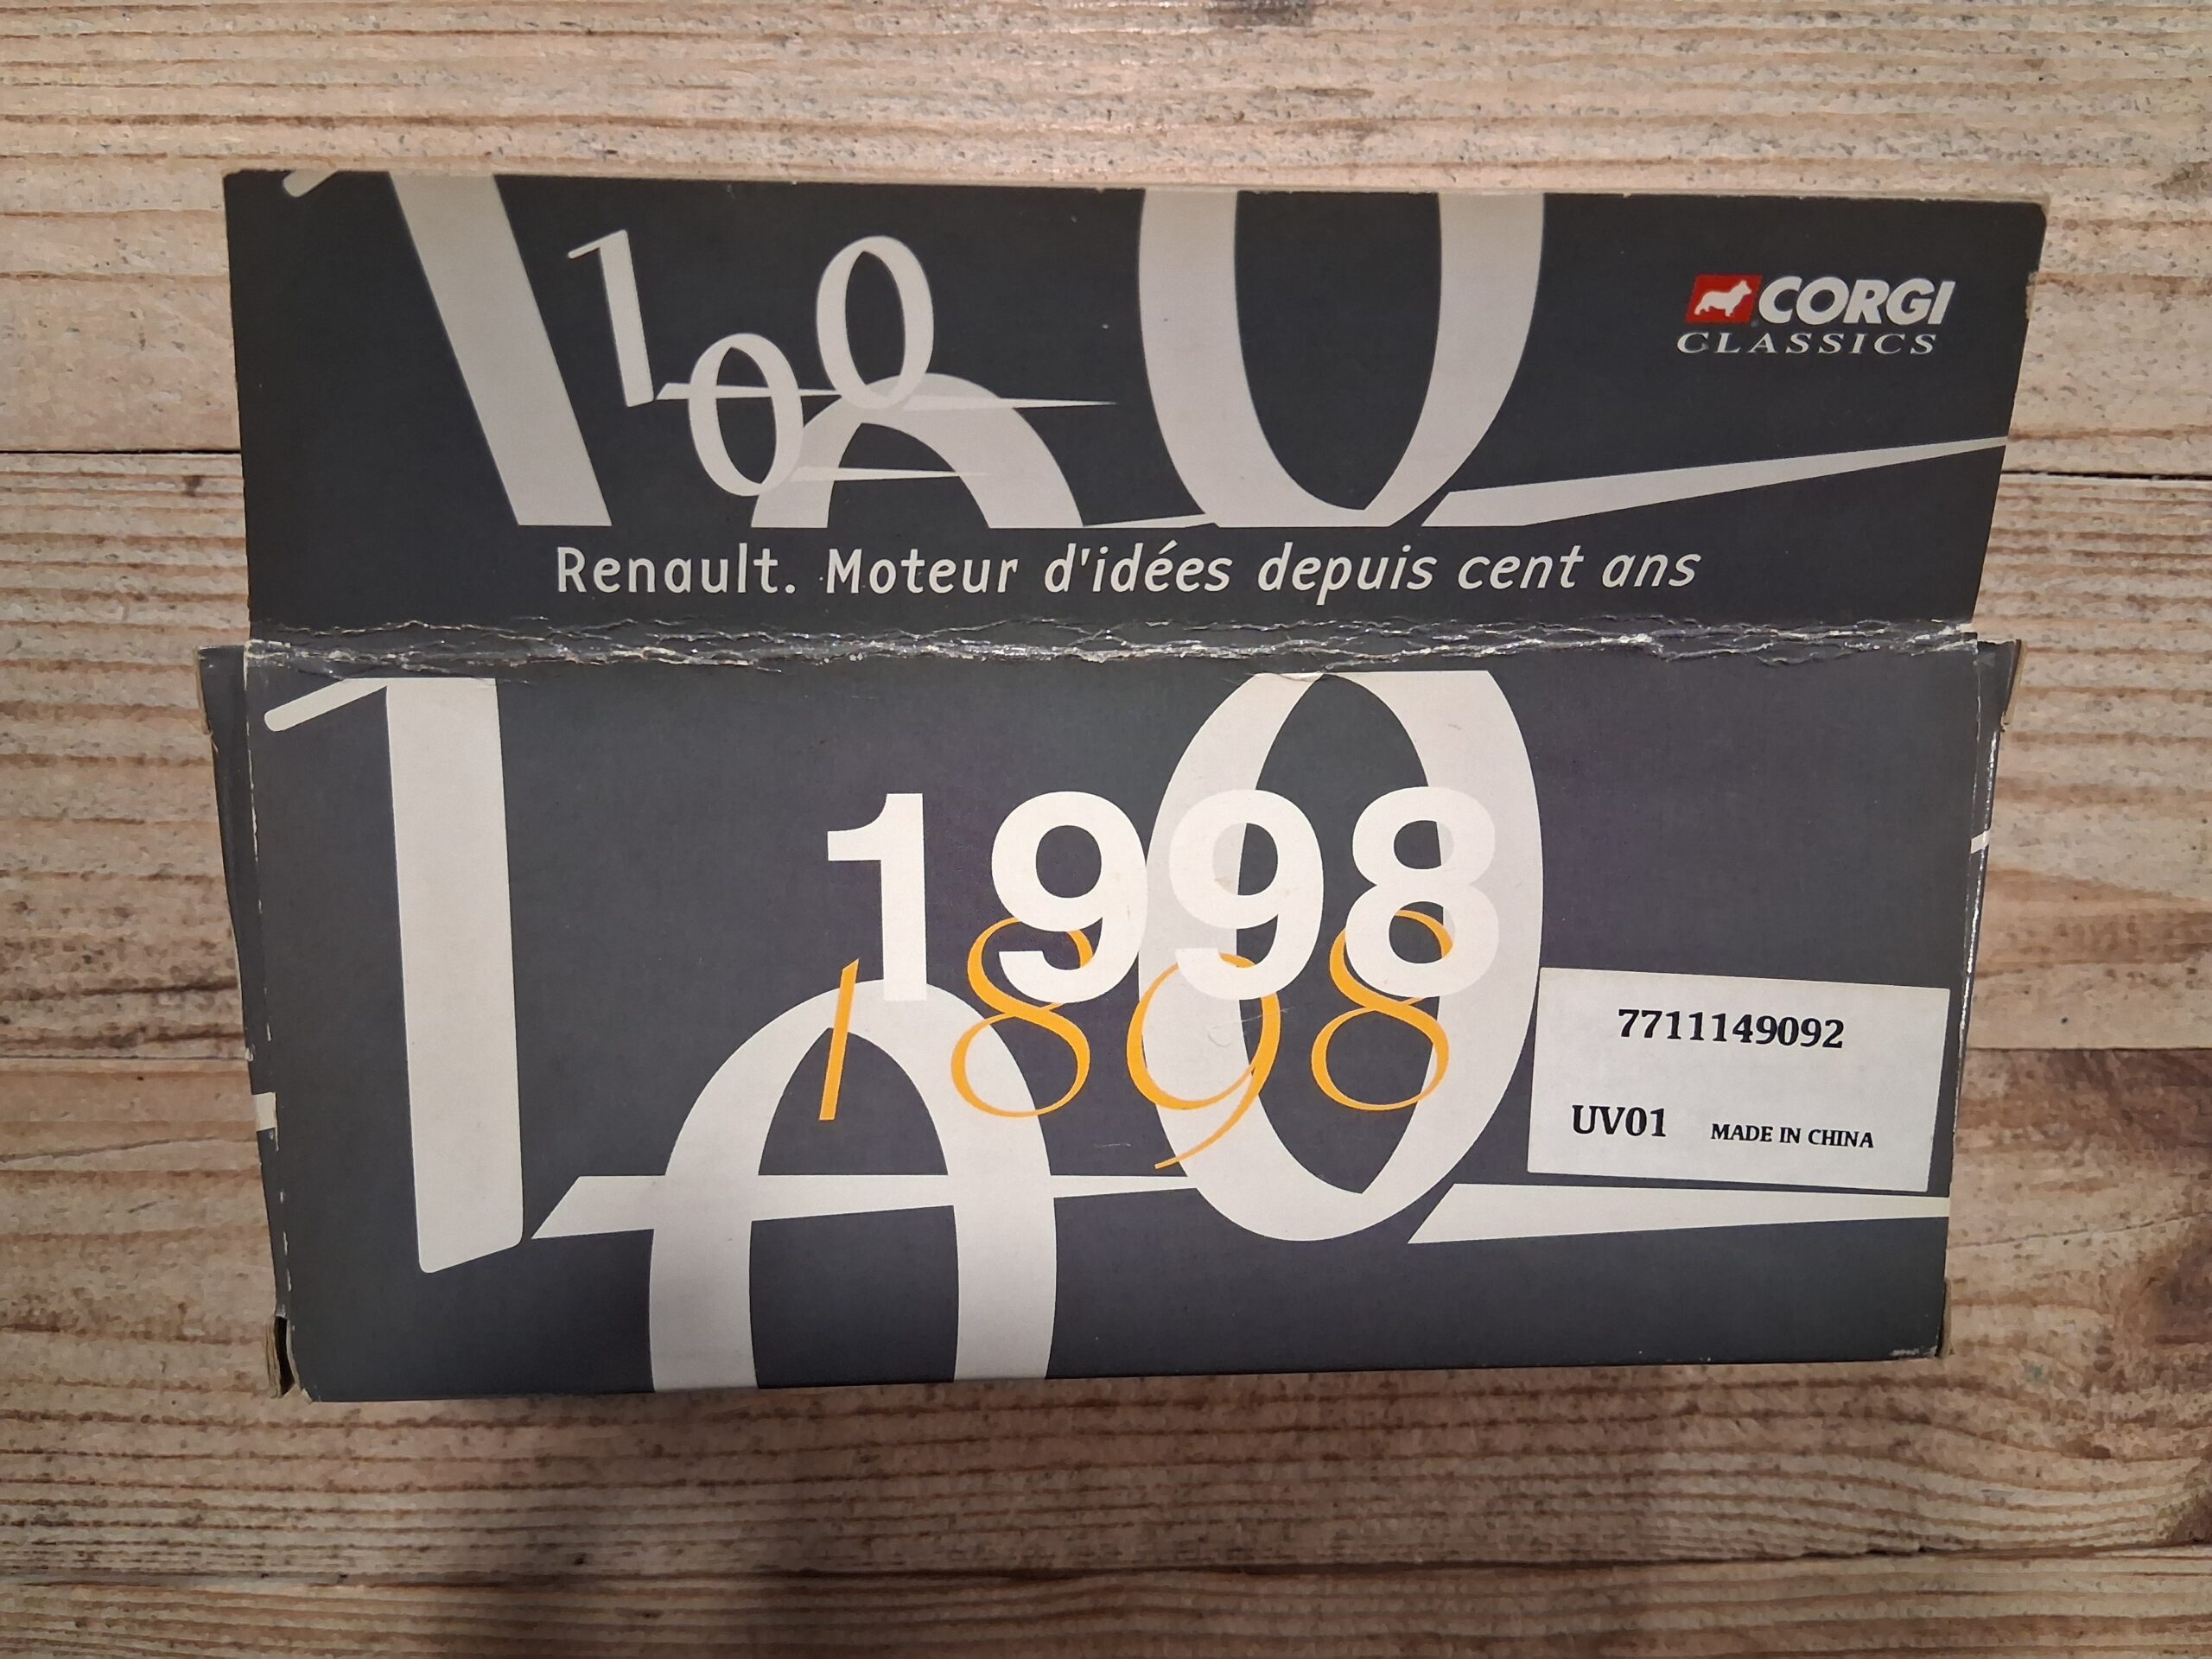 100
CORGI
CLASSICS
Renault. Moteur d'idées depuis cent ans
100
1998
1898
7711149092
UV01 MADE IN CHINA